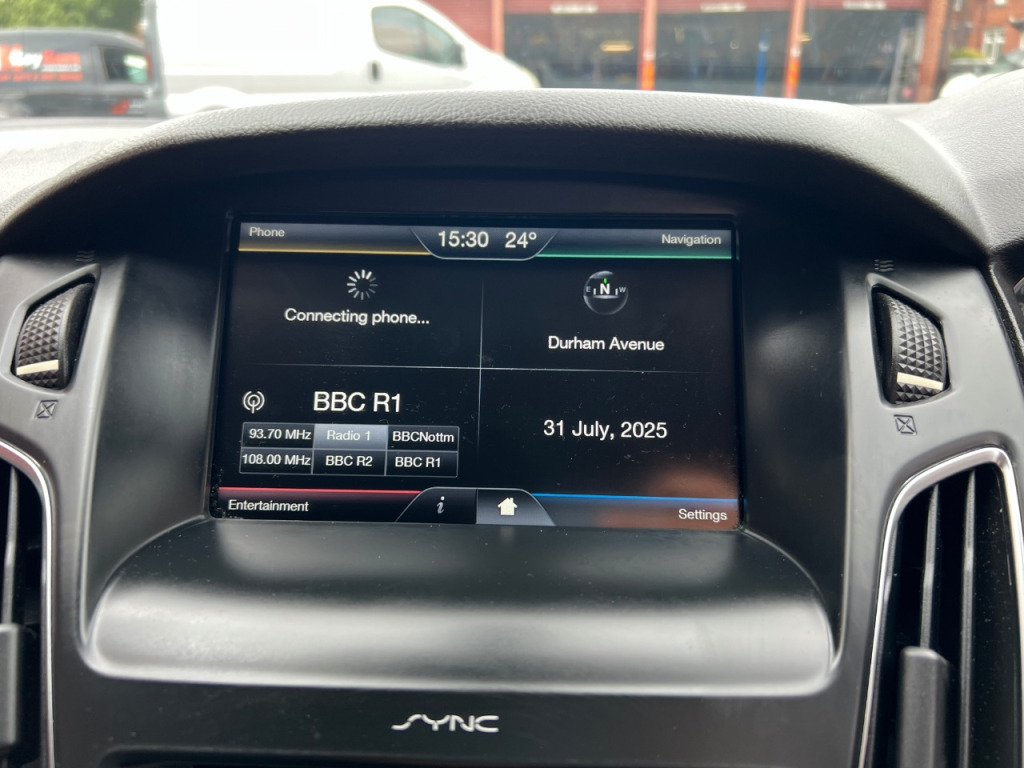 Phone
15:30 24°
Navigation
Connecting phone...
E N W
Durham Avenue
BBC R1
93.70 MHz Radio 1 BBCNottm
108.00 MHz BBC R2 BBC R1
31 July, 2025
Entertainment
i
Settings
SYNC